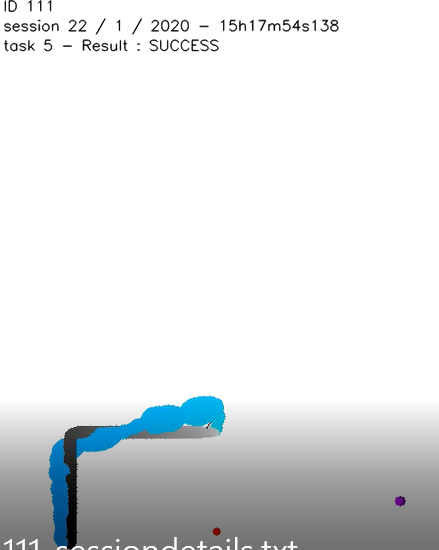 ID 111
session 22 / 1 / 2020 - 15h17m54s138
task 5 - Result : SUCCESS
111 sessiondetails.txt